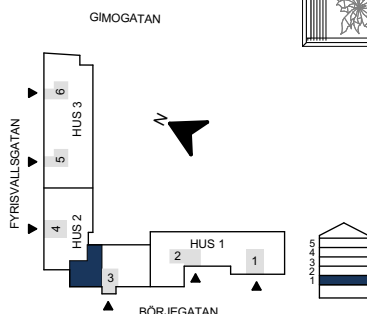 GIMOGATAN
FYRISVALLSGATAN
6
HUS 3
5
N
4
HUS 2
HUS 1
2
1
3
5
4
3
2
1
BÖRJEGATAN